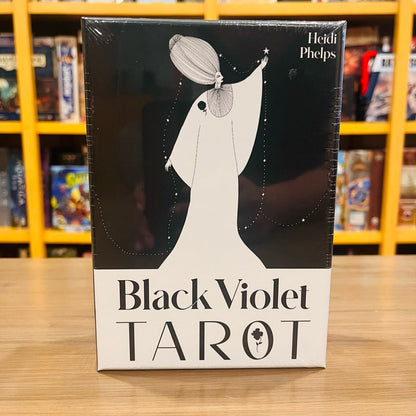 Heidi
Phelps
Black Violet
TAROT